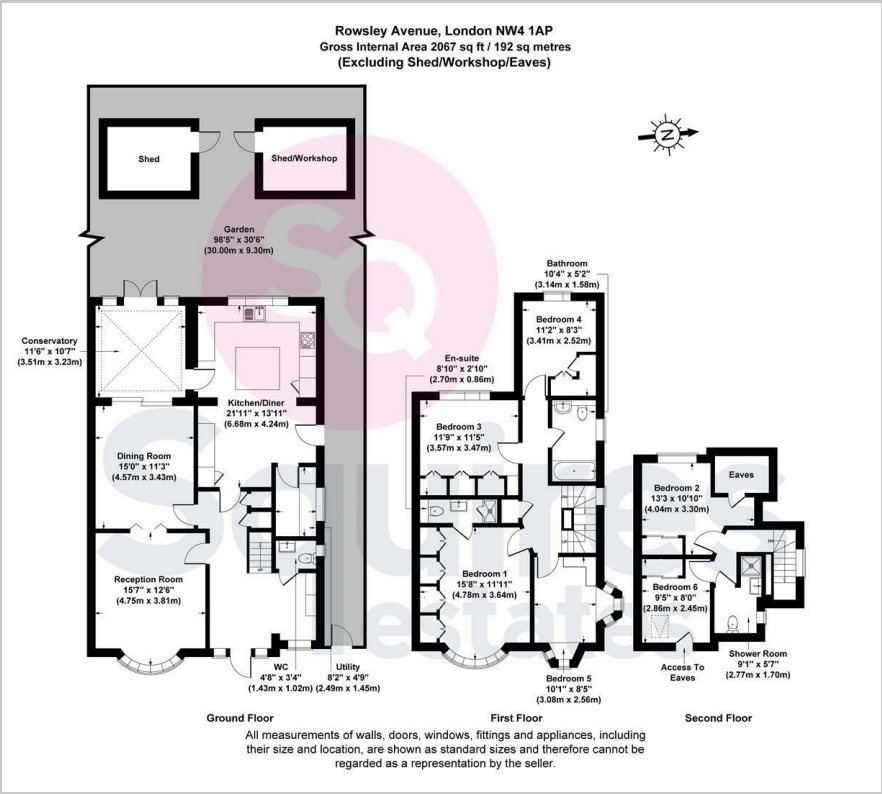 Rowsley Avenue, London NW4 1AP
Gross Internal Area 2067 sq ft / 192 sq metres
(Excluding Shed/Workshop/Eaves)
N
Shed
Shed/Workshop
Garden
98'5" x 30'6"
(30.00m x 9.30m)
SQ
Squires
estates
Conservatory
11'6" x 10'7"
(3.51m x 3.23m)
Kitchen/Diner
21'11" x 13'11"
(6.68m x 4.24m)
Dining Room
15'0" x 11'3"
(4.57m x 3.43m)
Reception Room
15'7" x 12'6"
(4.75m x 3.81m)
UP
WC
4'8" x 3'4"
(1.43m x 1.02m)
Utility
8'2" x 4'9"
(2.49m x 1.45m)
Ground Floor
Bathroom
10'4" x 5'2"
(3.14m x 1.58m)
Bedroom 4
11'2" x 8'3"
(3.41m x 2.52m)
En-suite
8'10" x 2'10"
(2.70m x 0.86m)
Bedroom 3
11'9" x 11'5"
(3.57m x 3.47m)
UP
Bedroom 1
15'8" x 11'11"
(4.78m x 3.64m)
Bedroom 5
10'1" x 8'5"
(3.08m x 2.56m)
First Floor
Bedroom 2
13'3 x 10'10"
(4.04m x 3.30m)
Eaves
DN
Bedroom 6
9'5" x 8'0"
(2.86m x 2.45m)
Access To
Eaves
Shower Room
9'1" x 5'7"
(2.77m x 1.70m)
Second Floor
All measurements of walls, doors, windows, fittings and appliances, including
their size and location, are shown as standard sizes and therefore cannot be
regarded as a representation by the seller.